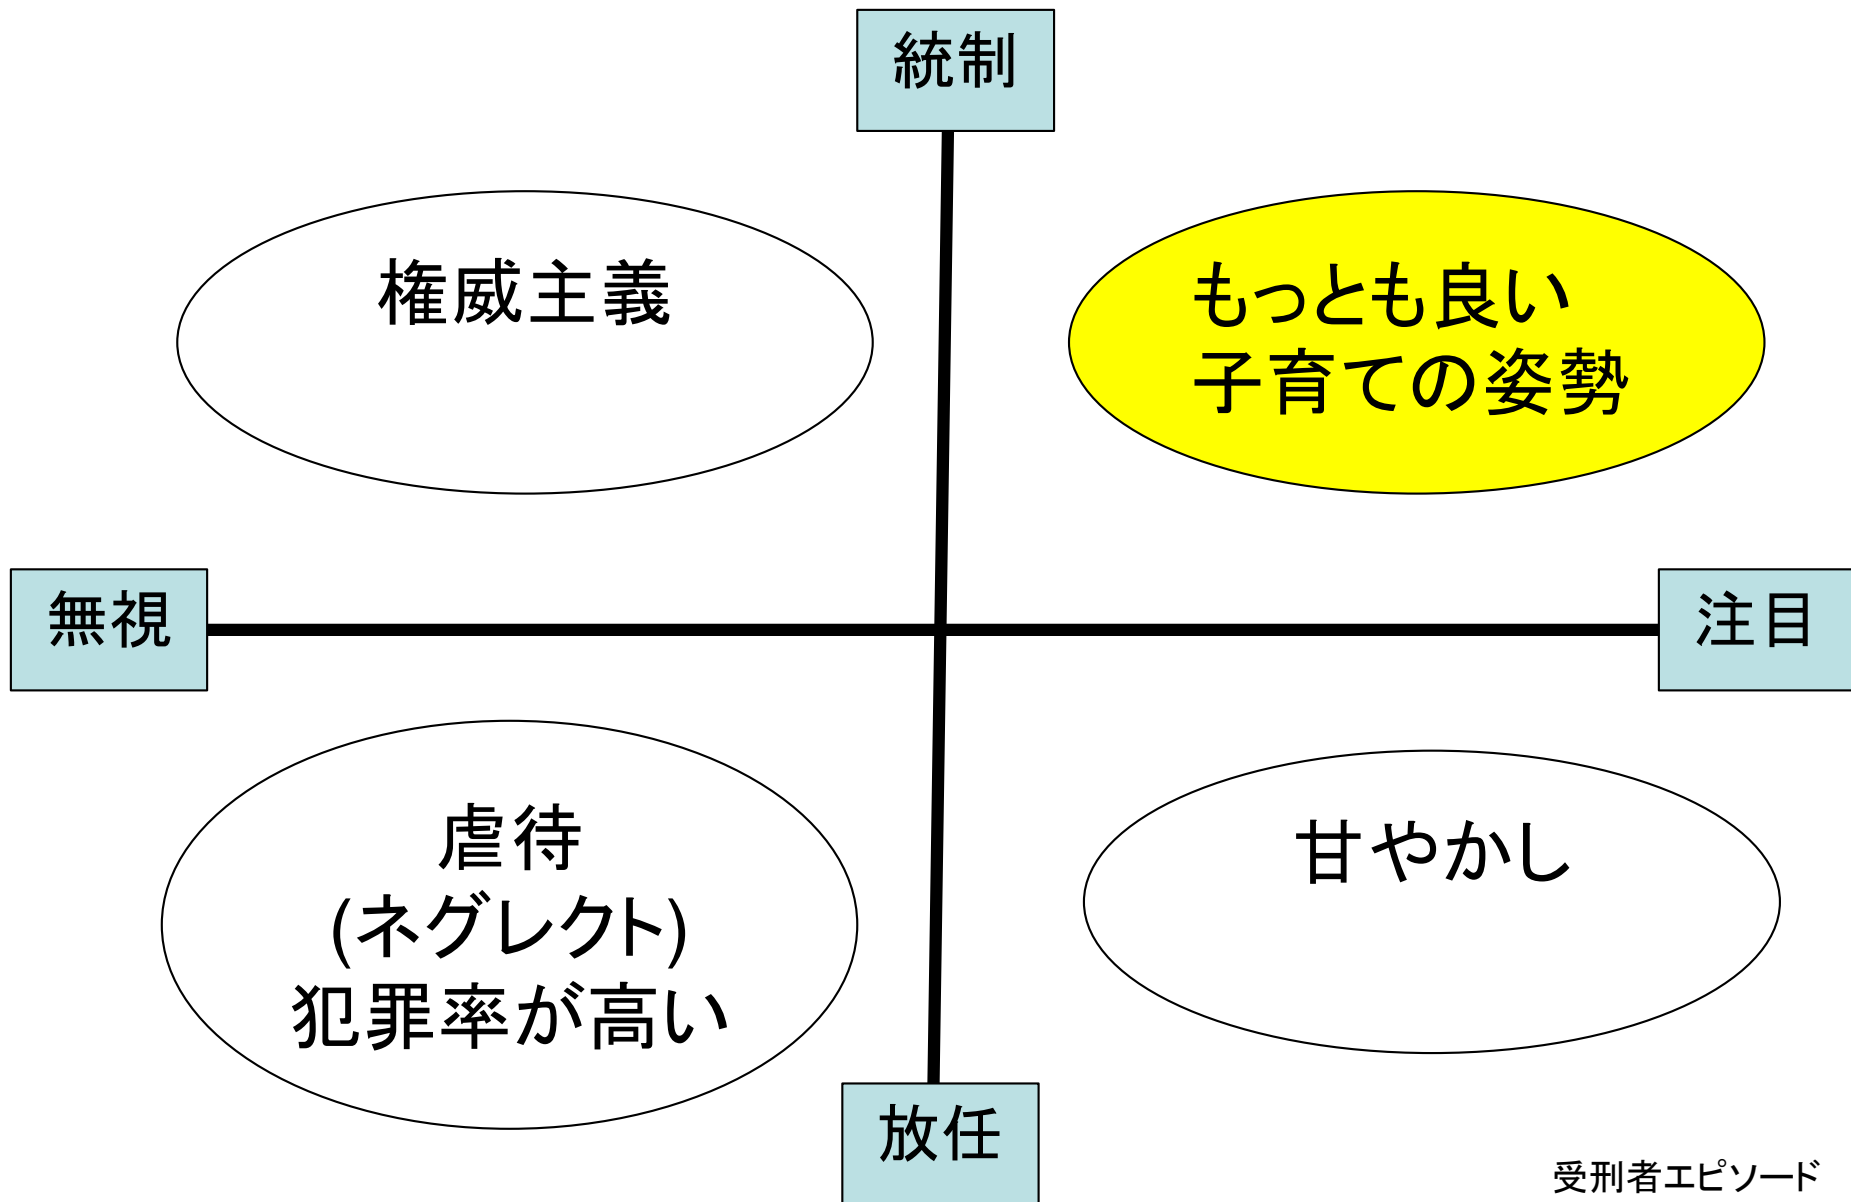 統制
権威主義
もっとも良い
子育ての姿勢
無視
注目
虐待
(ネグレクト)
犯罪率が高い
甘やかし
放任
受刑者エピソード